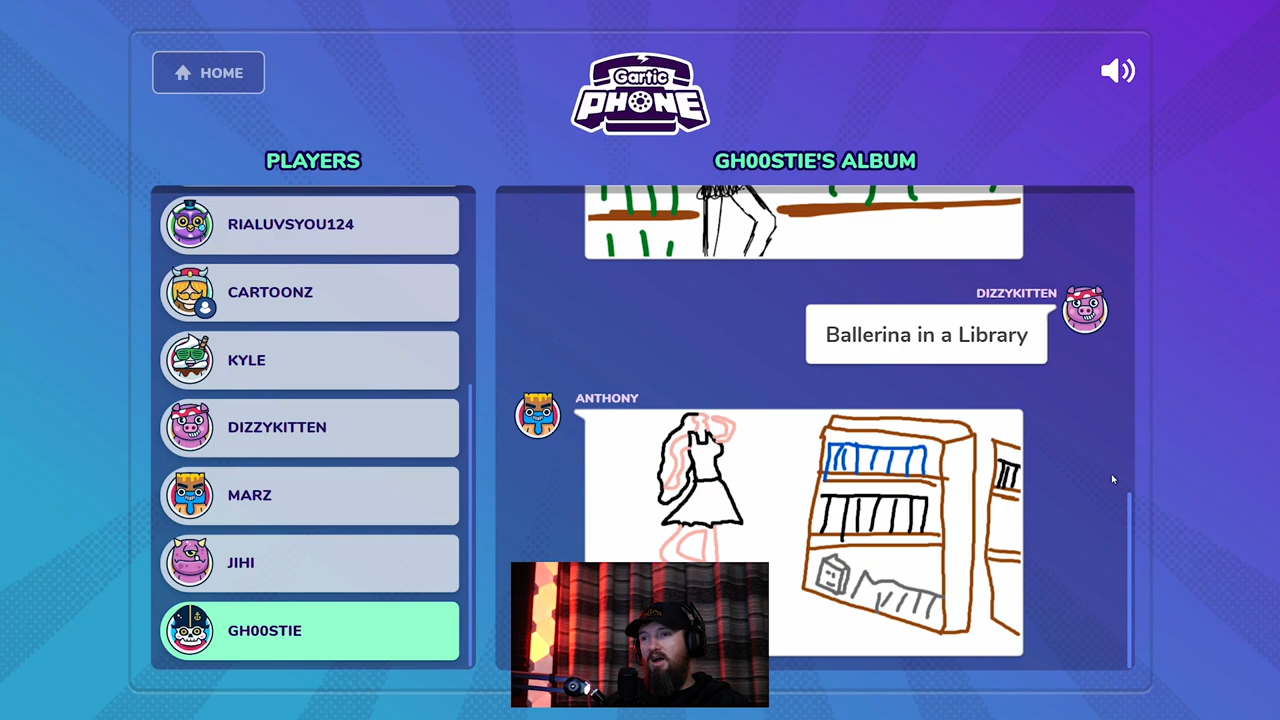 HOME
Gartic
PHONE
PLAYERS
GH00STIE'S ALBUM
RIALUVSYOU124
CARTOONZ
KYLE
DIZZYKITTEN
MARZ
JIHI
GH00STIE
DIZZYKITTEN
Ballerina in a Library
ANTHONY